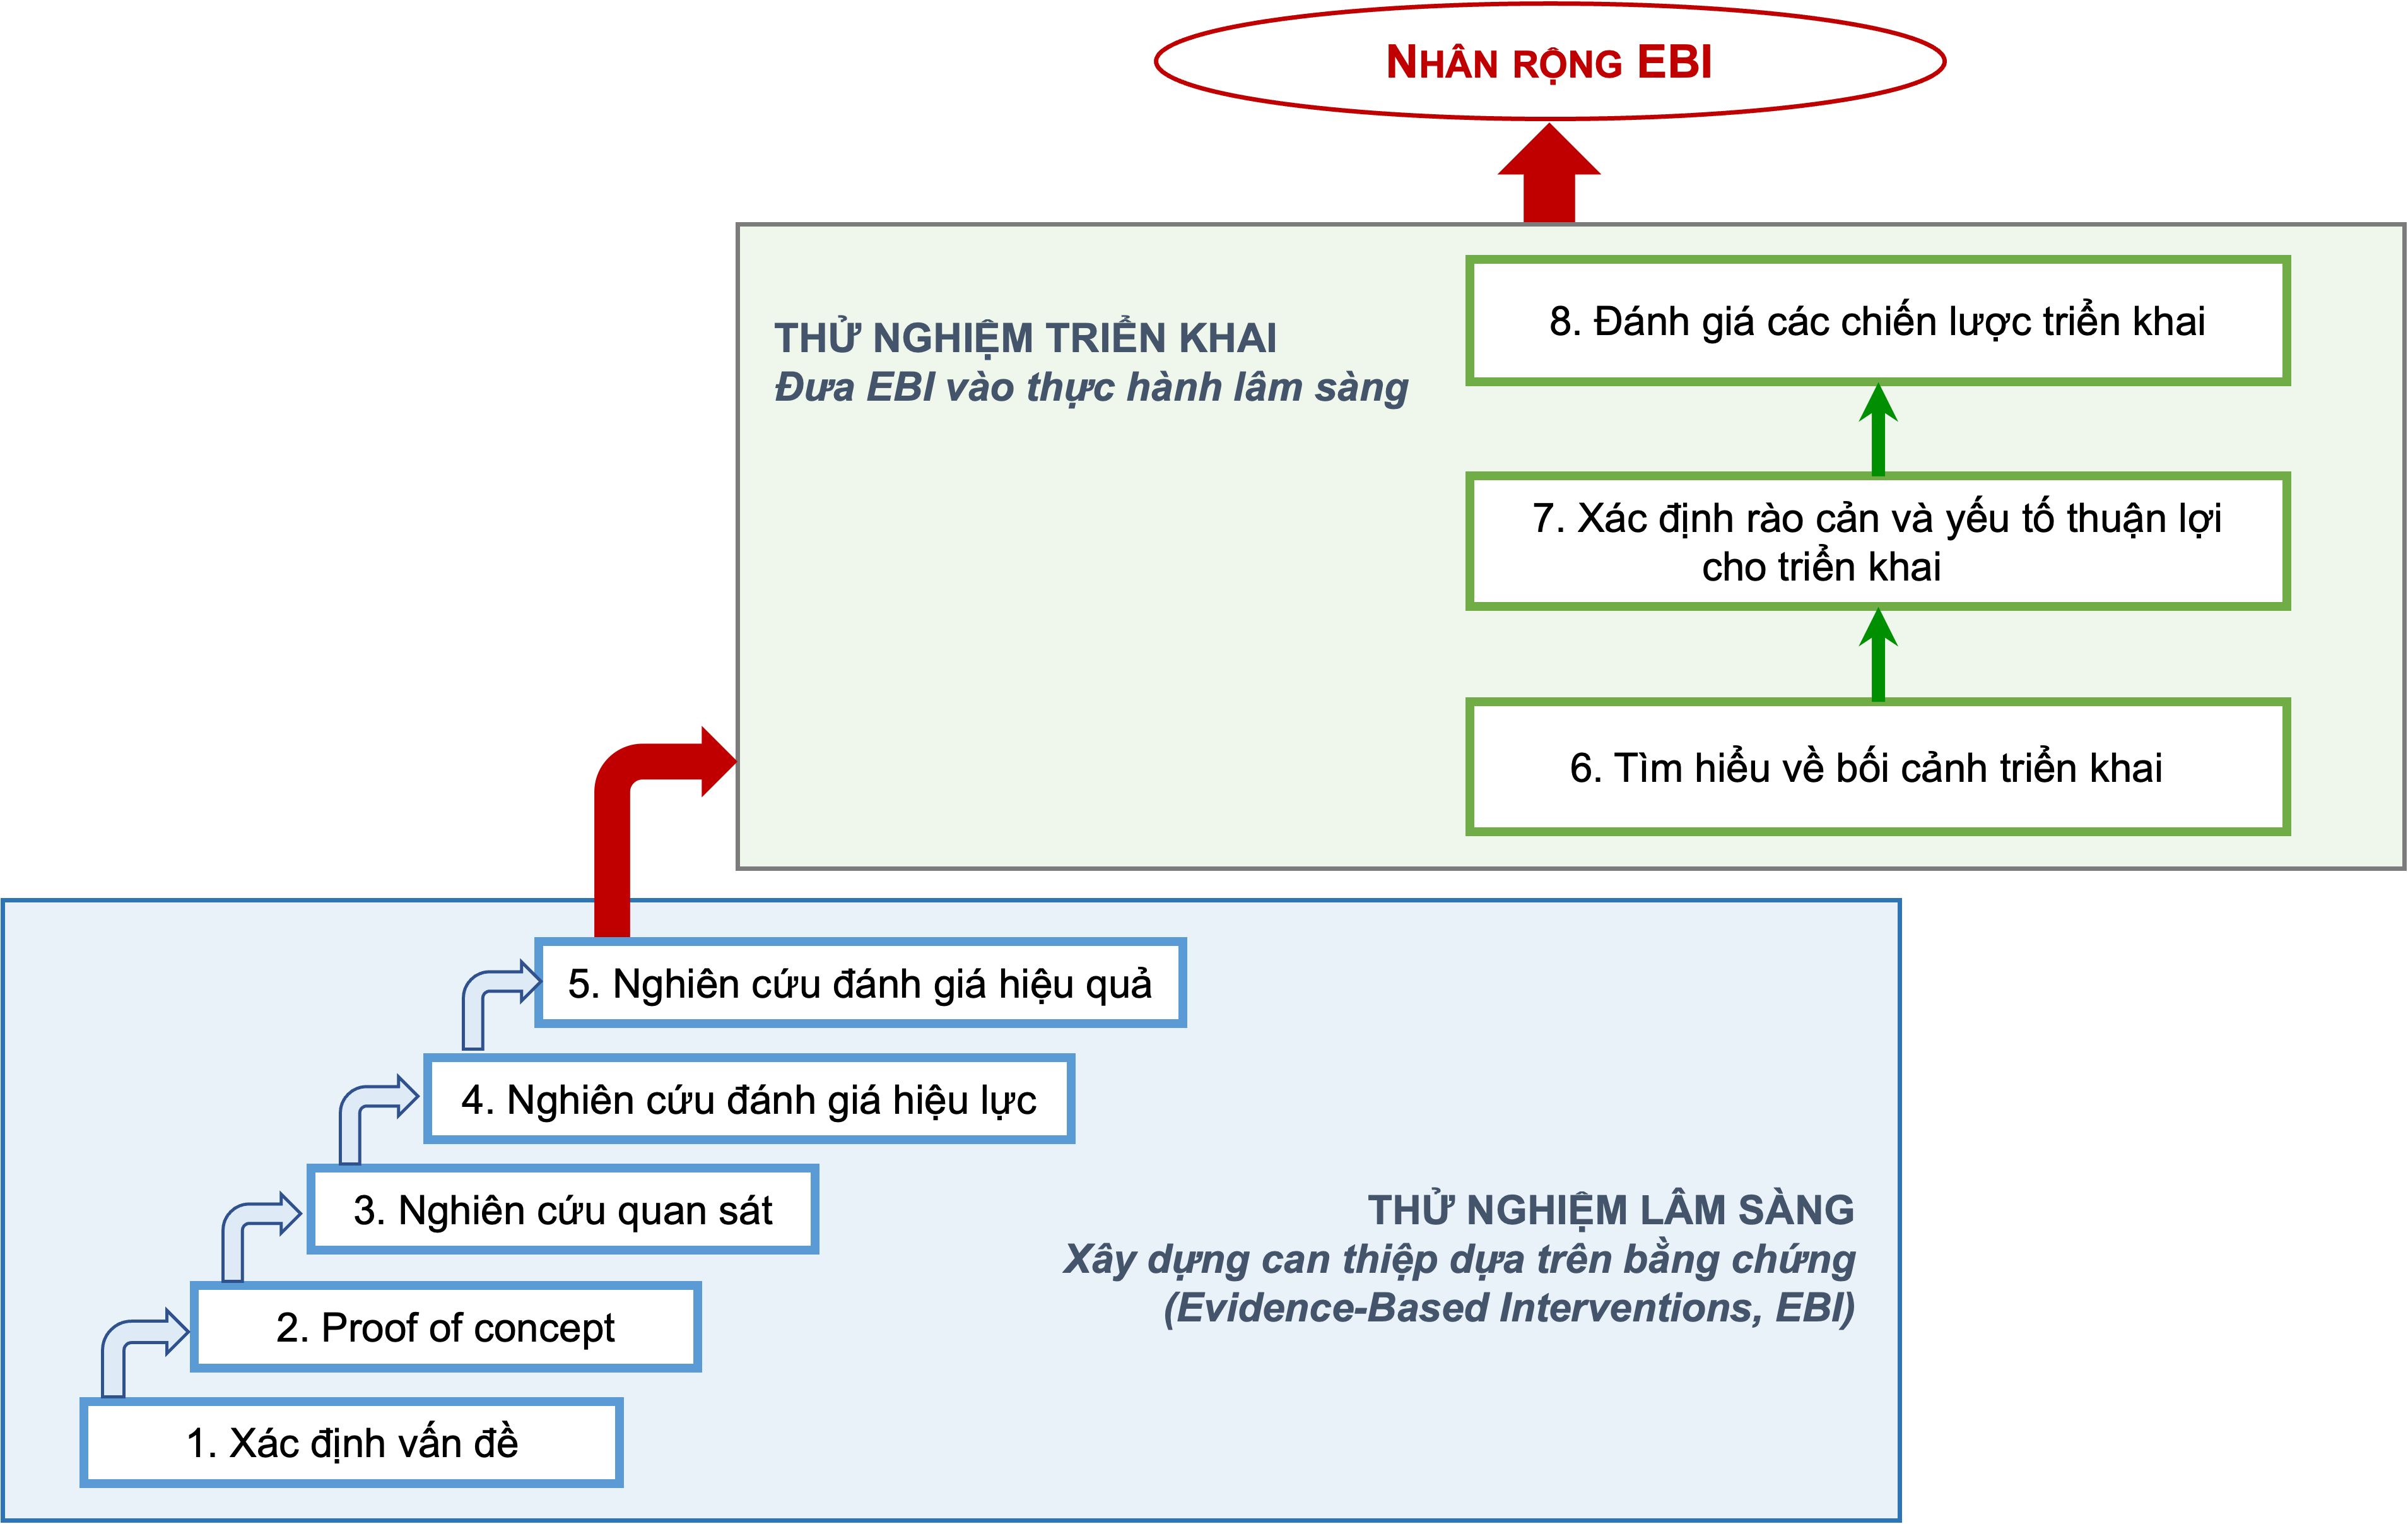 NHÂN RỘNG EBI
THỬ NGHIỆM TRIỂN KHAI
Đưa EBI vào thực hành lâm sàng
8. Đánh giá các chiến lược triển khai
7. Xác định rào cản và yếu tố thuận lợi
cho triển khai
6. Tìm hiểu về bối cảnh triển khai
5. Nghiên cứu đánh giá hiệu quả
4. Nghiên cứu đánh giá hiệu lực
3. Nghiên cứu quan sát
2. Proof of concept
1. Xác định vấn đề
THỬ NGHIỆM LÂM SÀNG
Xây dựng can thiệp dựa trên bằng chứng
(Evidence-Based Interventions, EBI)